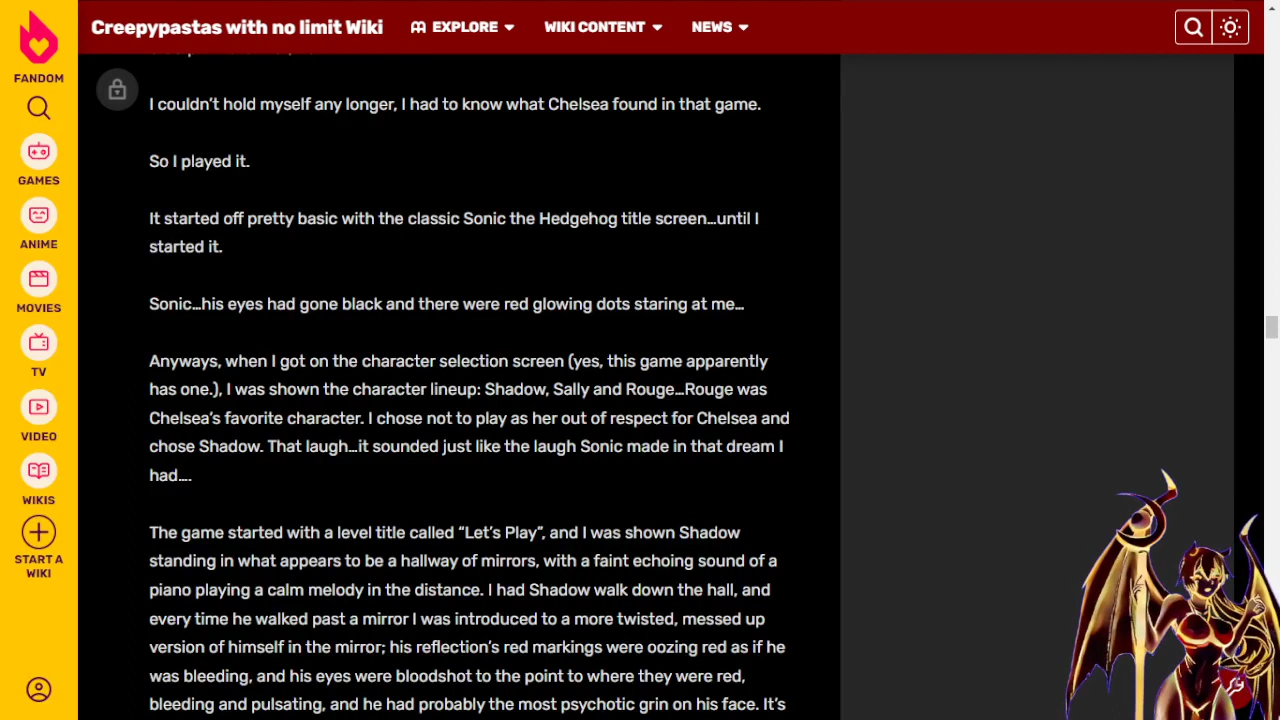 Creepypastas with no limit Wiki
EXPLORE
WIKI CONTENT
NEWS
FANDOM
GAMES
ANIME
MOVIES
TV
VIDEO
WIKIS
START A
WIKI
I couldn’t hold myself any longer, I had to know what Chelsea found in that game.
So I played it.
It started off pretty basic with the classic Sonic the Hedgehog title screen…until I
started it.
Sonic…his eyes had gone black and there were red glowing dots staring at me…
Anyways, when I got on the character selection screen (yes, this game apparently
has one.), I was shown the character lineup: Shadow, Sally and Rouge…Rouge was
Chelsea’s favorite character. I chose not to play as her out of respect for Chelsea and
chose Shadow. That laugh…it sounded just like the laugh Sonic made in that dream I
had….
The game started with a level title called “Let’s Play”, and I was shown Shadow
standing in what appears to be a hallway of mirrors, with a faint echoing sound of a
piano playing a calm melody in the distance. I had Shadow walk down the hall, and
every time he walked past a mirror I was introduced to a more twisted, messed up
version of himself in the mirror; his reflection’s red markings were oozing red as if he
was bleeding, and his eyes were bloodshot to the point to where they were red,
bleeding and pulsating, and he had probably the most psychotic grin on his face. It’s